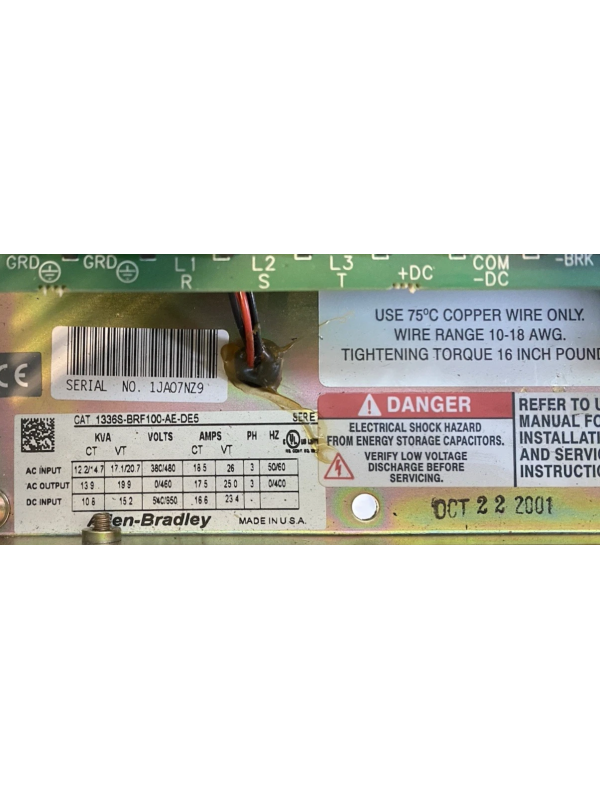 GRD GRD L1 L2 L3 +DC COM -BRK
R S T -DC
USE 75°C COPPER WIRE ONLY.
WIRE RANGE 10-18 AWG.
TIGHTENING TORQUE 16 INCH POUND
CE
SERIAL NO. 1JA07NZ9
CAT 1336S-BRF100-AE-DE5 SERIE
KVA VOLTS AMPS PH HZ
CT VT CT VT
AC INPUT 12.2/14.7 17.1/20.7 380/480 18.5 26 3 50/60
AC OUTPUT 13.9 19.9 0/460 17.5 25.0 3 0/400
DC INPUT 10.6 15.2 540/650 16.6 23.4 - -
Allen-Bradley MADE IN U.S.A.
UL
DANGER
ELECTRICAL SHOCK HAZARD
FROM ENERGY STORAGE CAPACITORS.
VERIFY LOW VOLTAGE
DISCHARGE BEFORE
SERVICING.
REFER TO
MANUAL FO
INSTALLATI
AND SERVIC
INSTRUCTIO
OCT 22 2001